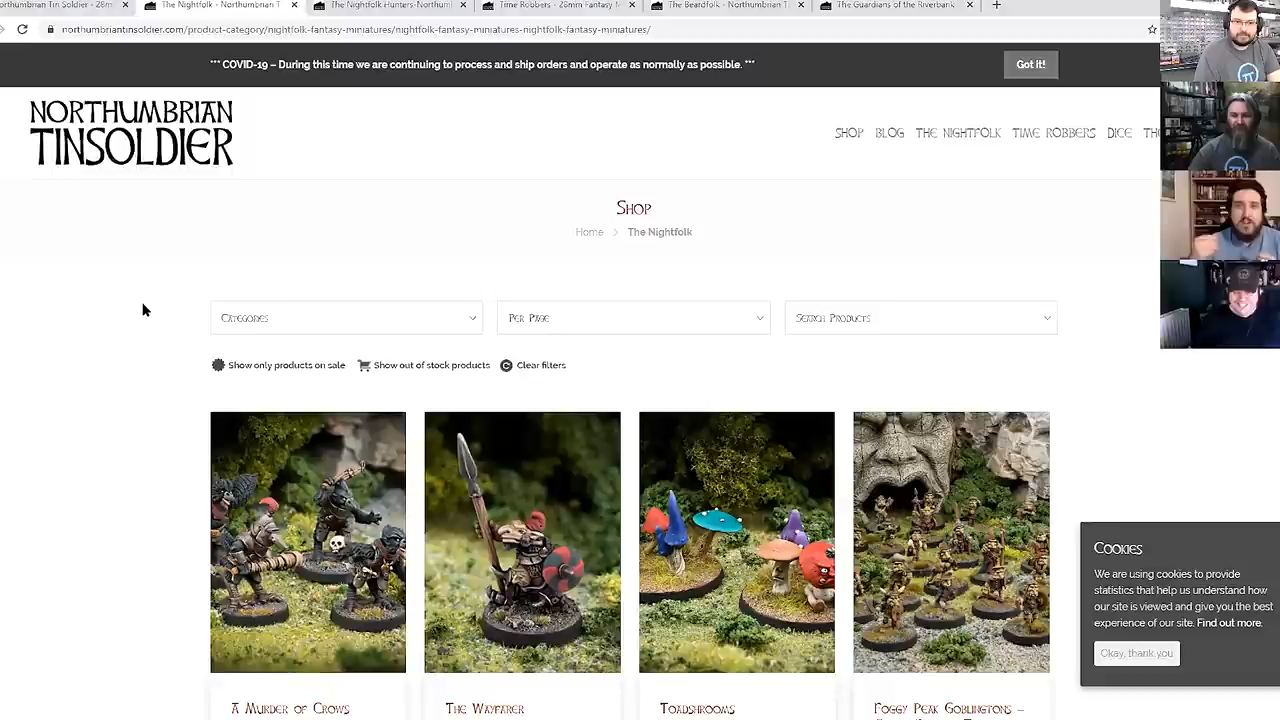 rthumbrian Tin Soldier - 28m
The Nightfolk - Northumbrian T
The Nightfolk Hunters-Northum
Time Robbers - 28mm Fantasy M
The Beardfolk - Northumbrian T
The Guardians of the Riverbank
northumbriantinsoldier.com/product-category/nightfolk-fantasy-miniatures/nightfolk-fantasy-miniatures-nightfolk-fantasy-miniatures/
*** COVID-19 – During this time we are continuing to process and ship orders and operate as normally as possible. ***
Got it!
NORTHUMBRIAN
TINSOLDIER
SHOP BLOG THE NIGHTFOLK TIME ROBBERS DICE
SHOP
Home > The Nightfolk
CATEGORIES
PER PAGE
SEARCH PRODUCTS
Show only products on sale
Show out of stock products
Clear filters
COOKIES
We are using cookies to provide
statistics that help us understand how
our site is viewed and give you the best
experience of our site. Find out more.
Okay, thank you
A MURDER OF CROWS
THE WAYFARER
TOADSHROOMS
FOGGY PEAK GOBLINGTONS –